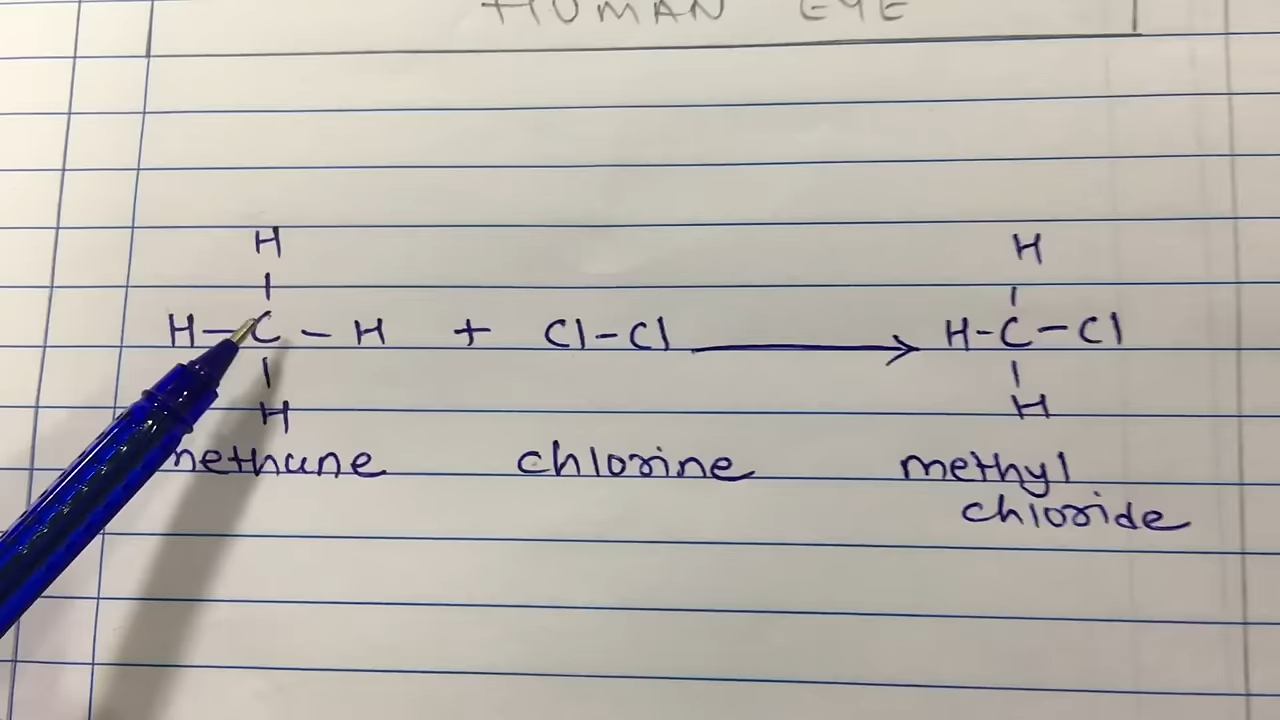 HUMAN EYE
H
|
H-C-H + Cl-Cl → H-C-Cl
|
H
H
|
|
H
methane chlorine methyl
chloride